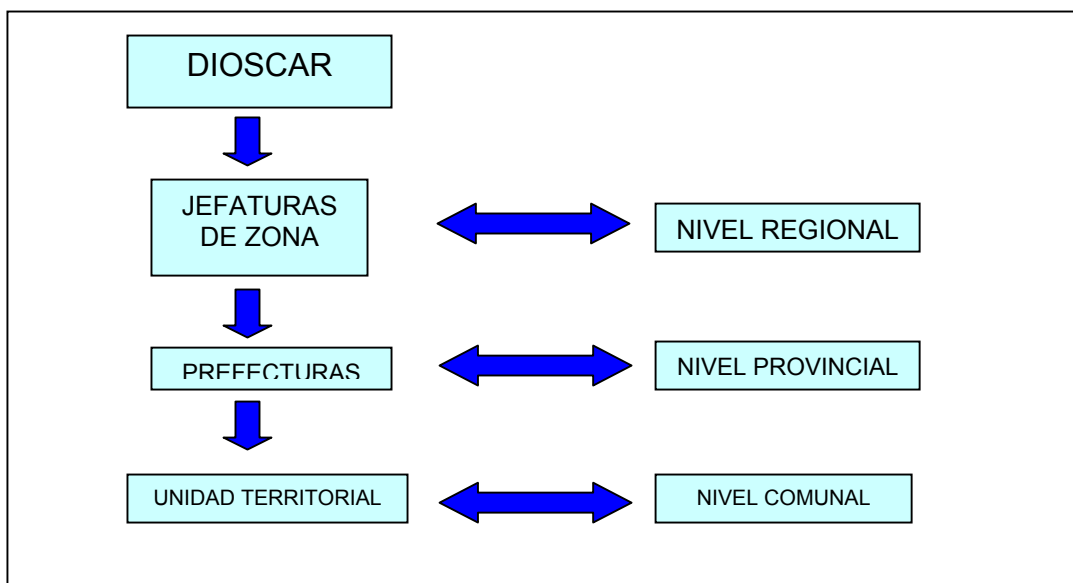 DIOSCAR
JEFATURAS
DE ZONA
NIVEL REGIONAL
PREFECTURAS
NIVEL PROVINCIAL
UNIDAD TERRITORIAL
NIVEL COMUNAL